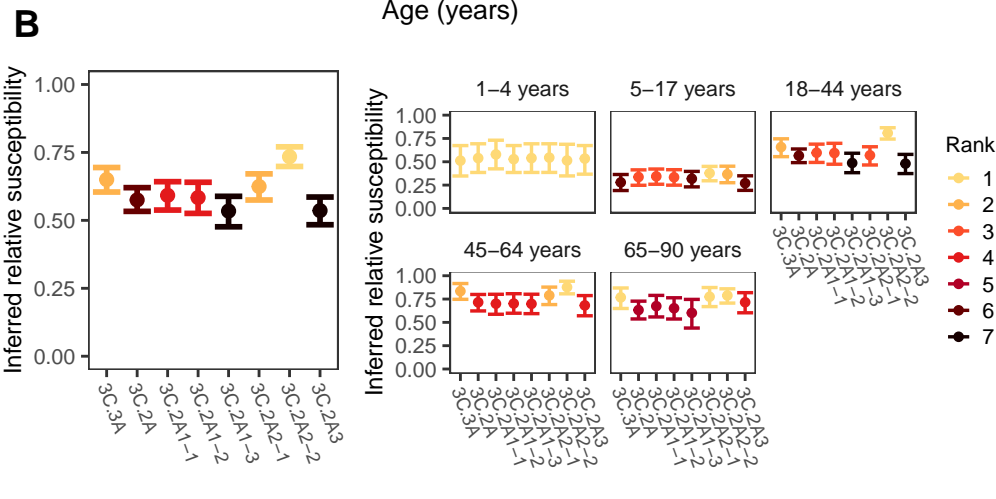 Age (years)
B
Inferred relative susceptibility
1.00
0.75
0.50
0.25
0.00
3C.3A
3C.2A
3C.2A1−1
3C.2A1−2
3C.2A1−3
3C.2A2−1
3C.2A2−2
3C.2A3
Inferred relative susceptibility
1−4 years
5−17 years
18−44 years
1.00
0.75
0.50
0.25
0.00
3C.3A
3C.2A
3C.2A1−1
3C.2A1−2
3C.2A1−3
3C.2A2−1
3C.2A2−2
3C.2A3
45−64 years
65−90 years
1.00
0.75
0.50
0.25
0.00
3C.3A
3C.2A
3C.2A1−1
3C.2A1−2
3C.2A1−3
3C.2A2−1
3C.2A2−2
3C.2A3
3C.3A
3C.2A
3C.2A1−1
3C.2A1−2
3C.2A1−3
3C.2A2−1
3C.2A2−2
3C.2A3
Rank
1
2
3
4
5
6
7